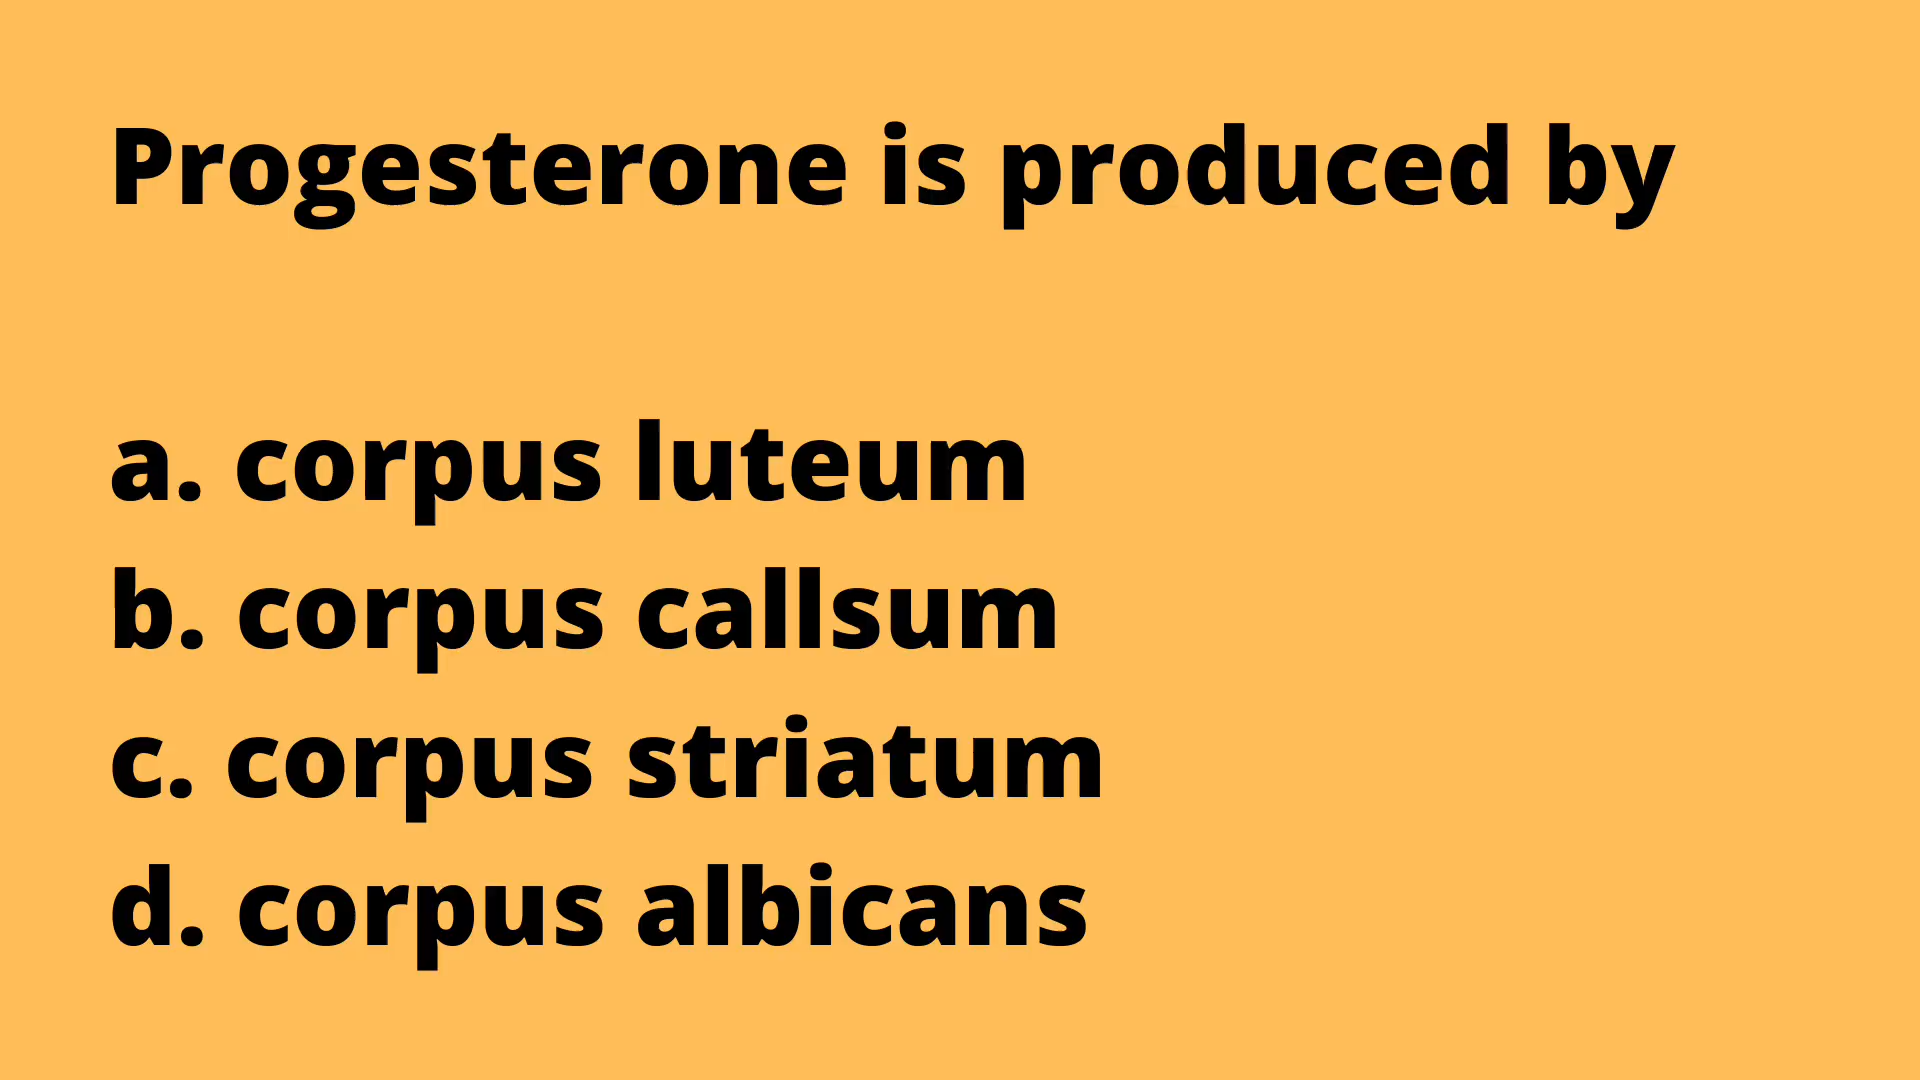 Progesterone is produced by
a. corpus luteum
b. corpus callsum
c. corpus striatum
d. corpus albicans